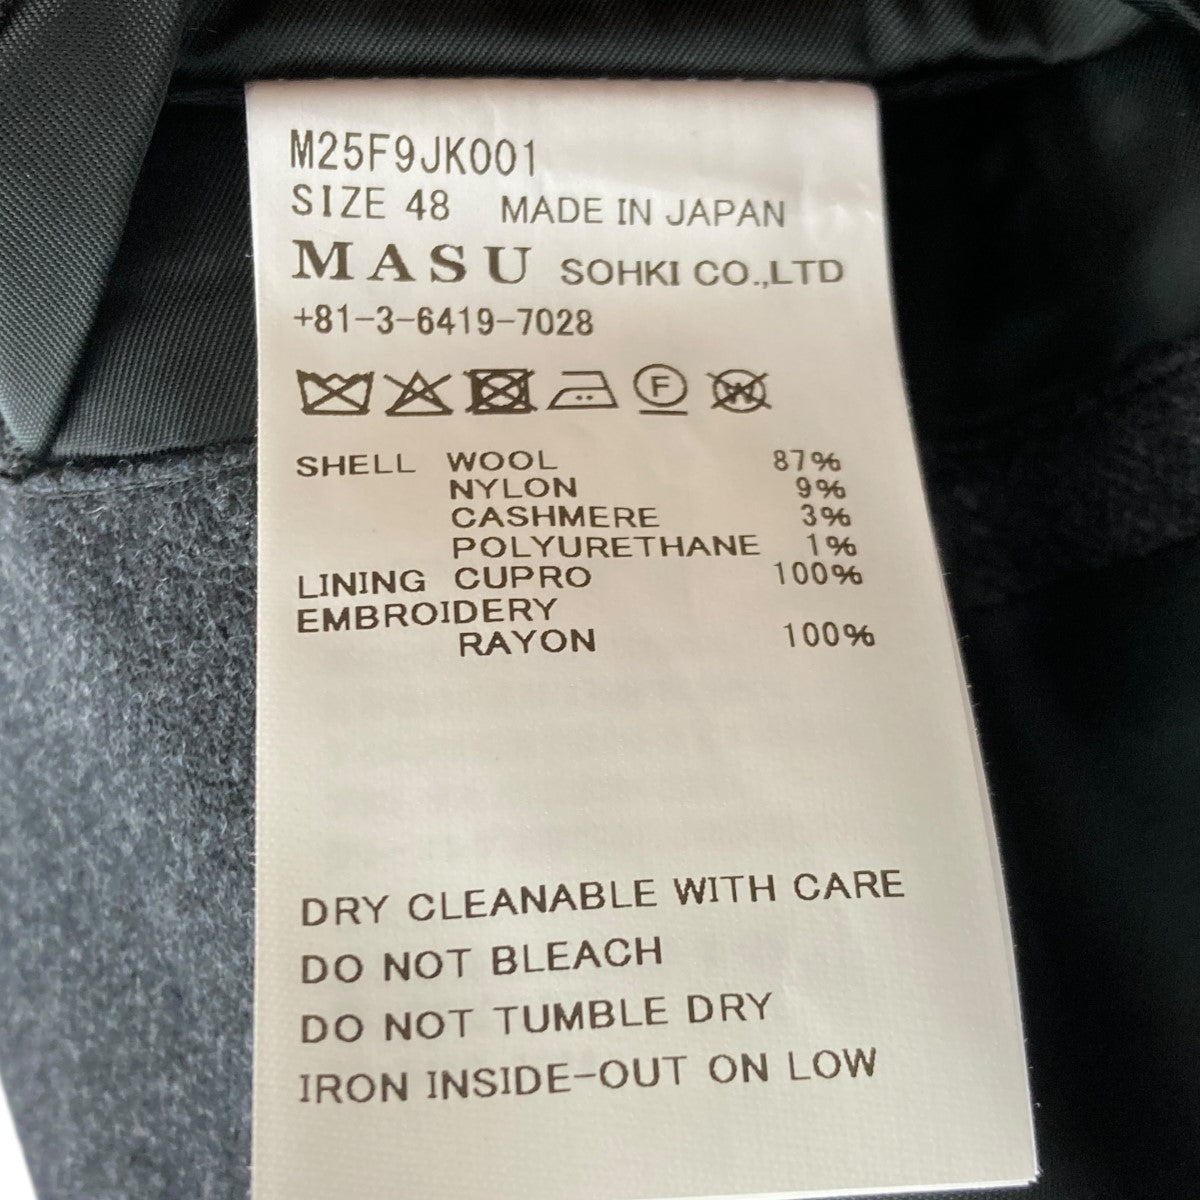 M25F9JK001
SIZE 48 MADE IN JAPAN
MASU SOHKI CO.,LTD
+81-3-6419-7028
F W
SHELL WOOL 87%
NYLON 9%
CASHMERE 3%
POLYURETHANE 1%
LINING CUPRO 100%
EMBROIDERY
RAYON 100%
DRY CLEANABLE WITH CARE
DO NOT BLEACH
DO NOT TUMBLE DRY
IRON INSIDE-OUT ON LOW